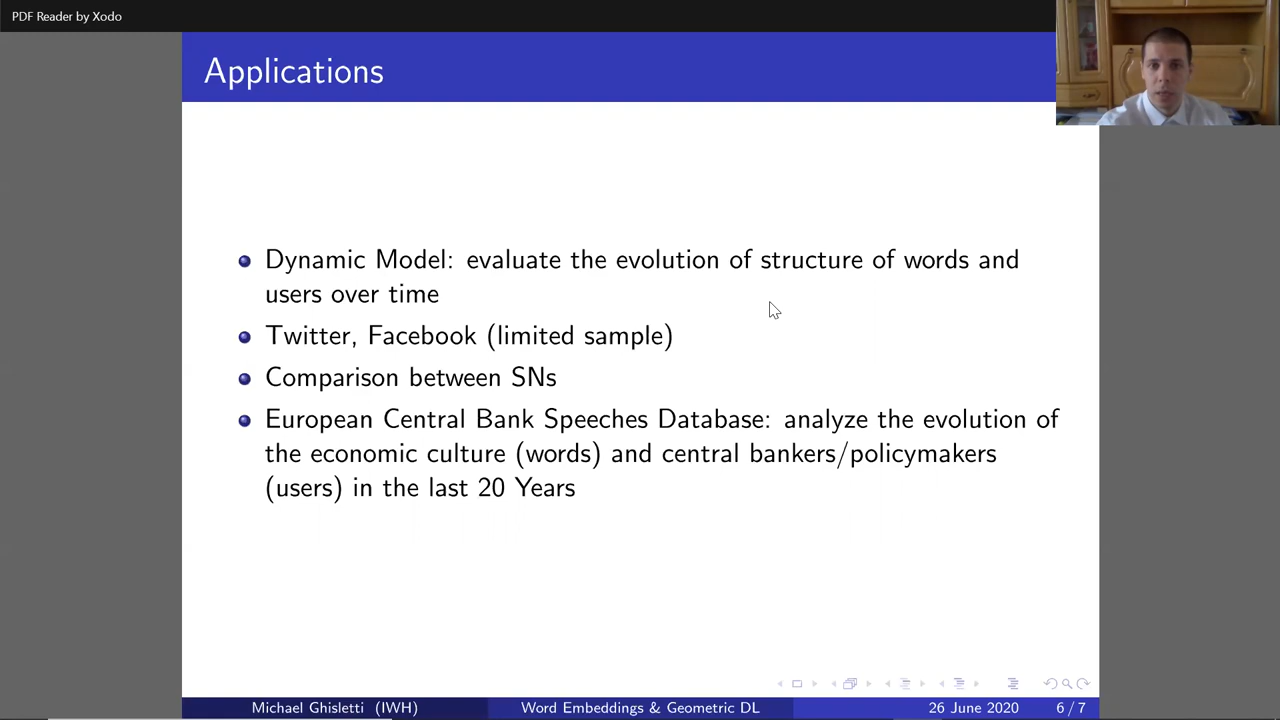 PDF Reader by Xodo
Applications
Dynamic Model: evaluate the evolution of structure of words and
users over time
Twitter, Facebook (limited sample)
Comparison between SNs
European Central Bank Speeches Database: analyze the evolution of
the economic culture (words) and central bankers/policymakers
(users) in the last 20 Years
Michael Ghisletti (IWH) Word Embeddings & Geometric DL 26 June 2020 6 / 7